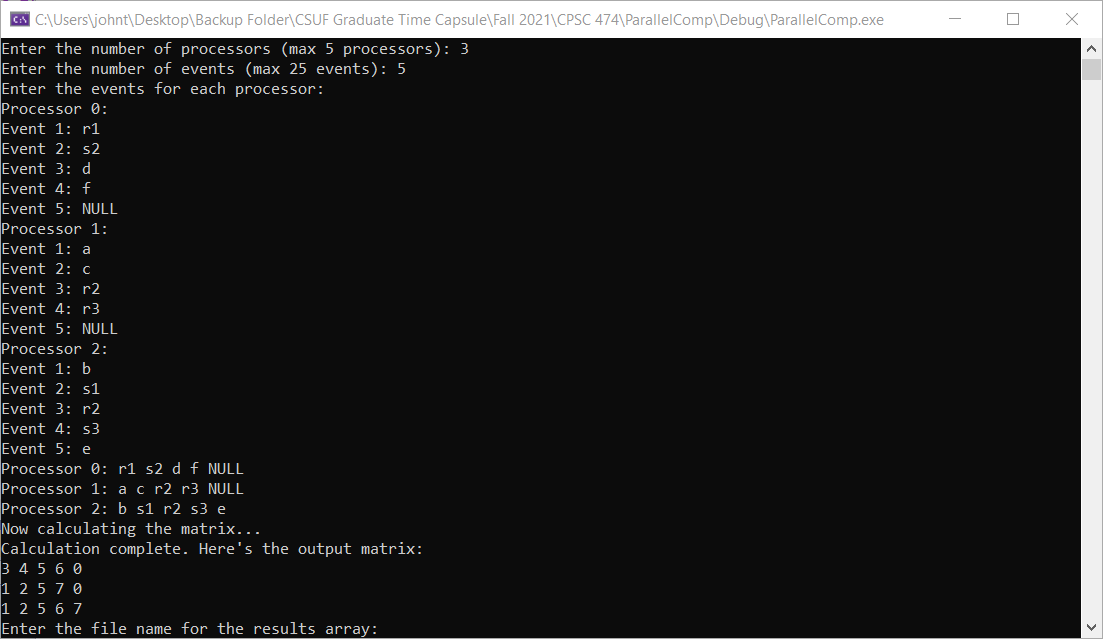 C:\Users\johnt\Desktop\Backup Folder\CSUF Graduate Time Capsule\Fall 2021\CPSC 474\ParallelComp\Debug\ParallelComp.exe
Enter the number of processors (max 5 processors): 3
Enter the number of events (max 25 events): 5
Enter the events for each processor:
Processor 0:
Event 1: r1
Event 2: s2
Event 3: d
Event 4: f
Event 5: NULL
Processor 1:
Event 1: a
Event 2: c
Event 3: r2
Event 4: r3
Event 5: NULL
Processor 2:
Event 1: b
Event 2: s1
Event 3: r2
Event 4: s3
Event 5: e
Processor 0: r1 s2 d f NULL
Processor 1: a c r2 r3 NULL
Processor 2: b s1 r2 s3 e
Now calculating the matrix...
Calculation complete. Here's the output matrix:
3 4 5 6 0
1 2 5 7 0
1 2 5 6 7
Enter the file name for the results array: